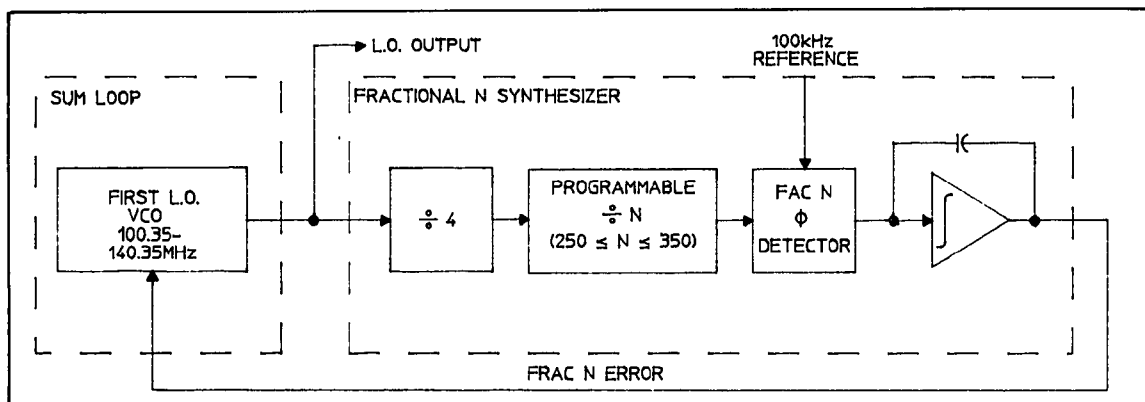 L.O. OUTPUT
100kHz
REFERENCE
SUM LOOP
FRACTIONAL N SYNTHESIZER
FIRST L.O.
VCO
100.35-
140.35MHz
÷ 4
PROGRAMMABLE
÷ N
(250 ≤ N ≤ 350)
FAC N
Φ
DETECTOR
∫
FRAC N ERROR